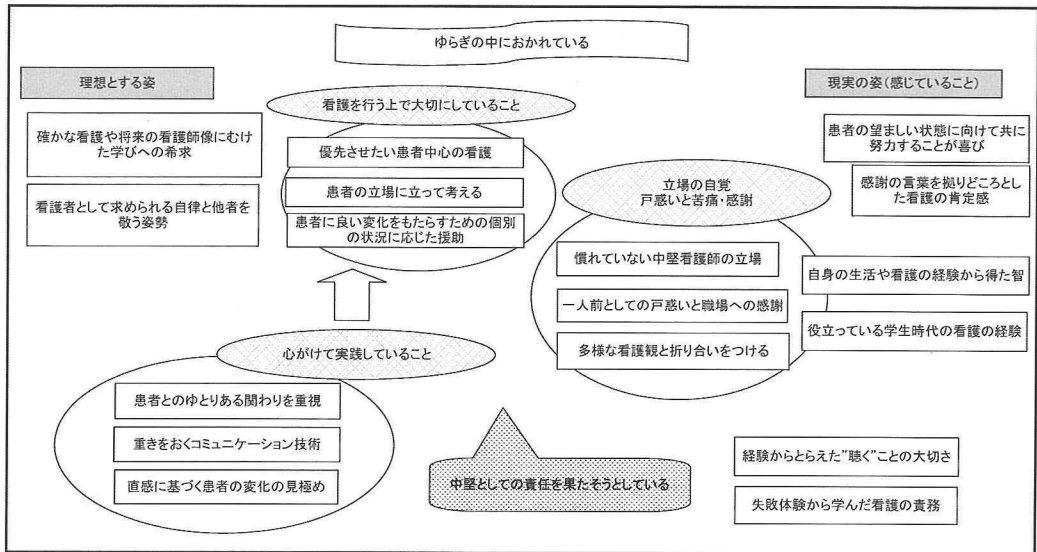 ゆらぎの中におかれている
理想とする姿
現実の姿(感じていること)
看護を行う上で大切にしていること
確かな看護や将来の看護師像にむけ
た学びへの希求
看護者として求められる自律と他者を
敬う姿勢
優先させたい患者中心の看護
患者の立場に立って考える
患者に良い変化をもたらすための個別
の状況に応じた援助
立場の自覚
戸惑いと苦痛・感謝
慣れていない中堅看護師の立場
一人前としての戸惑いと職場への感謝
多様な看護観と折り合いをつける
患者の望ましい状態に向けて共に
努力することが喜び
感謝の言葉を拠りどころとし
た看護の肯定感
自身の生活や看護の経験から得た智
役立っている学生時代の看護の経験
心がけて実践していること
患者とのゆとりある関わりを重視
重きをおくコミュニケーション技術
直感に基づく患者の変化の見極め
中堅としての責任を果たそうとしている
経験からとらえた”聴く”ことの大切さ
失敗体験から学んだ看護の責務